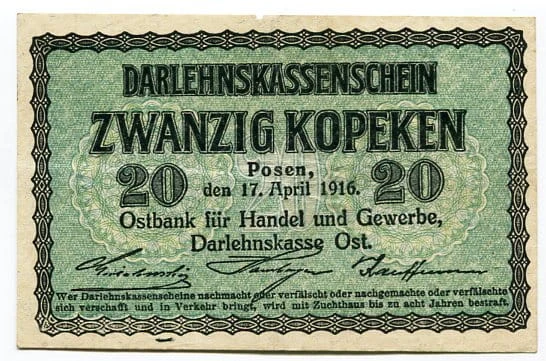 DARLEHNSKASSENSCHEIN
ZWANZIG KOPEKEN
20 Posen, 20
den 17. April 1916.
Ostbank für Handel und Gewerbe,
Darlehnskasse Ost.
Wer Darlehnskassenscheine nachmacht oder verfälscht oder nachgemachte oder verfälschte
sich verschafft und in Verkehr bringt, wird mit Zuchthaus bis zu acht Jahren bestraft.